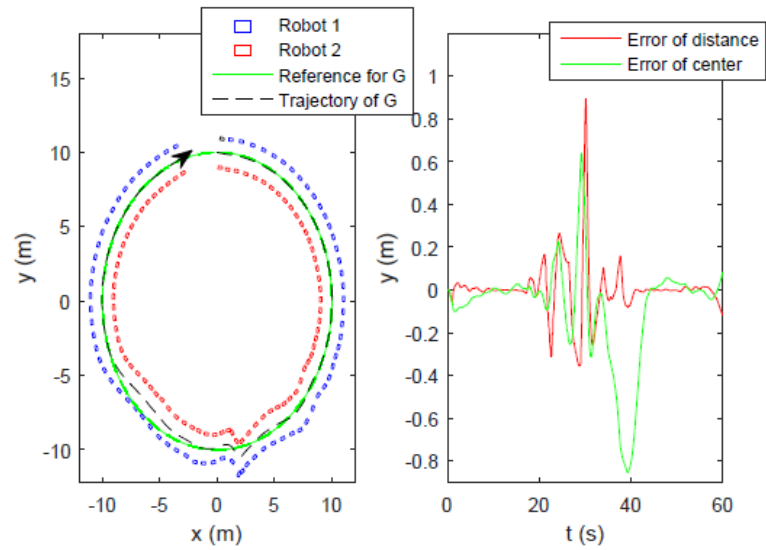 Robot 1
Robot 2
Reference for G
Trajectory of G
15
10
5
0
-5
-10
y (m)
-10
-5
0
5
10
x (m)
Error of distance
Error of center
1
0.8
0.6
0.4
0.2
0
-0.2
-0.4
-0.6
-0.8
y (m)
0
20
40
60
t (s)